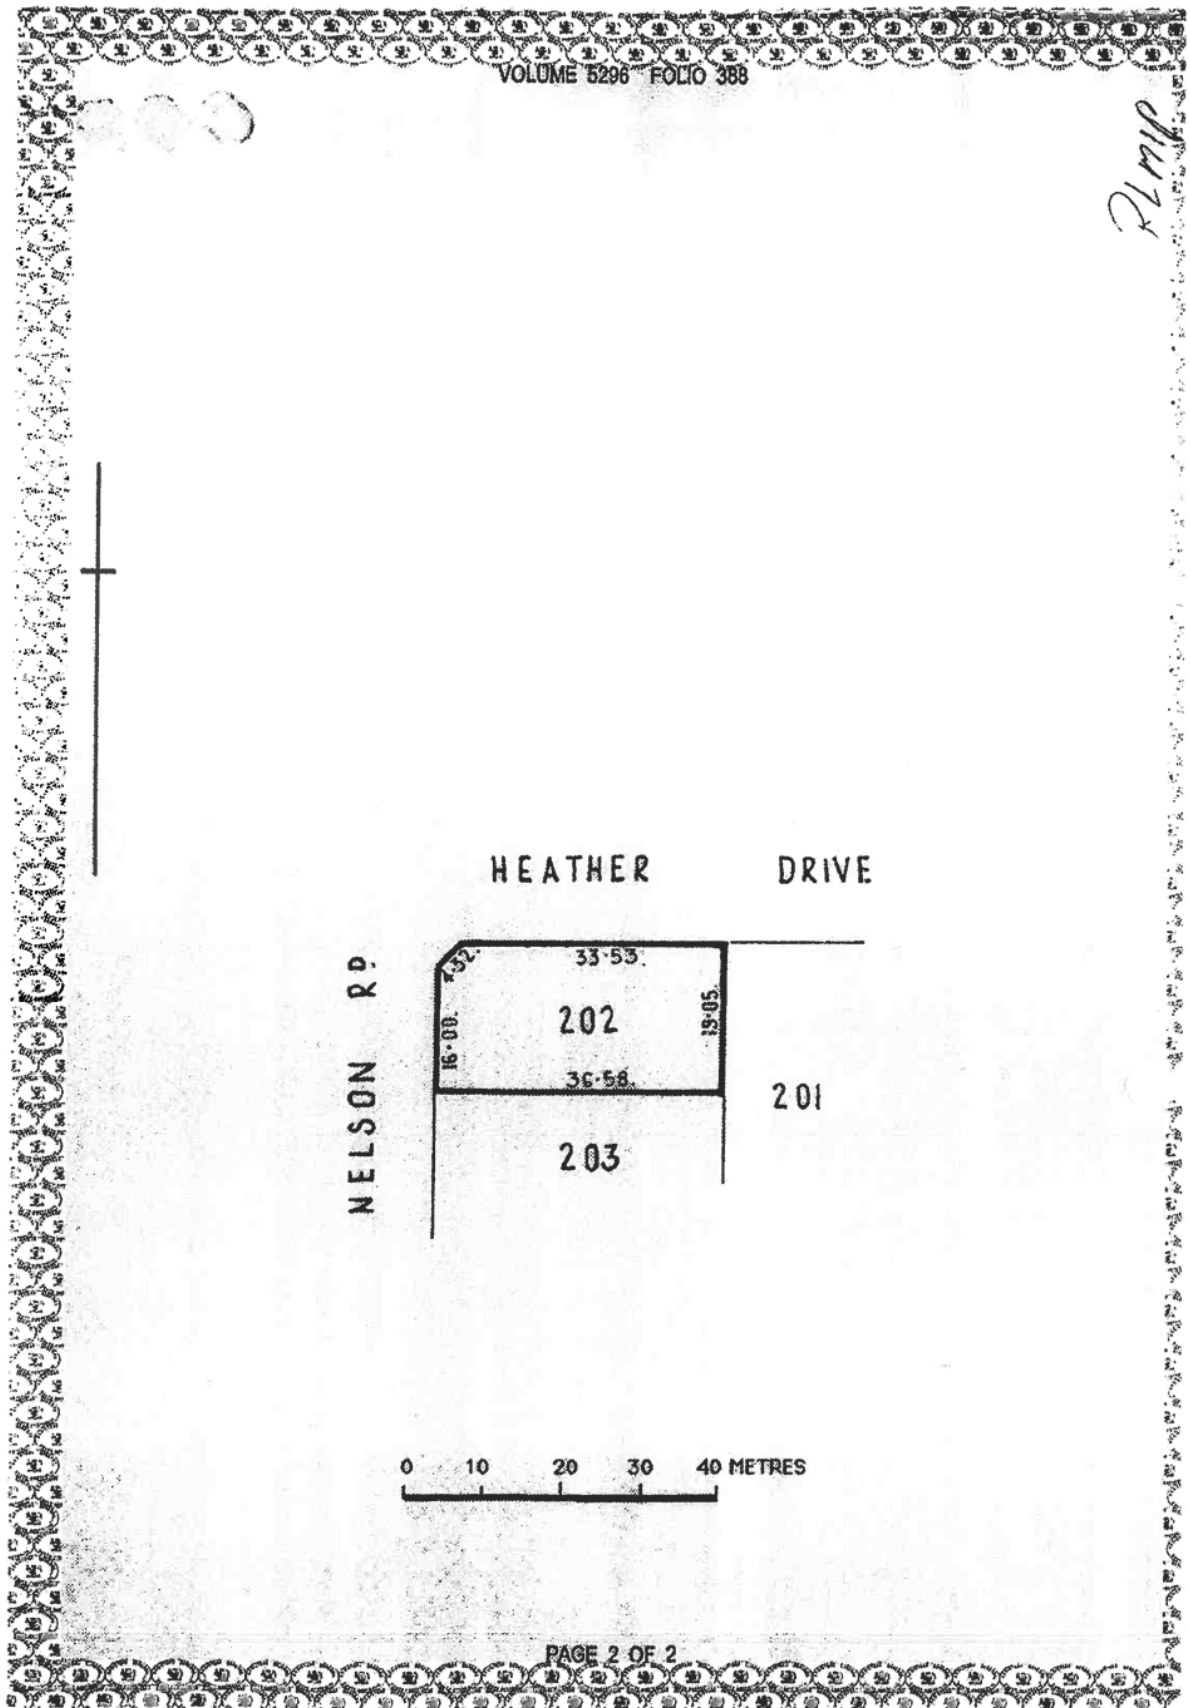 VOLUME 5296 FOLIO 388
HEATHER DRIVE
NELSON RD
4.32.
33.53.
16.00.
202
19.05.
36.58.
201
203
0 10 20 30 40 METRES
PAGE 2 OF 2